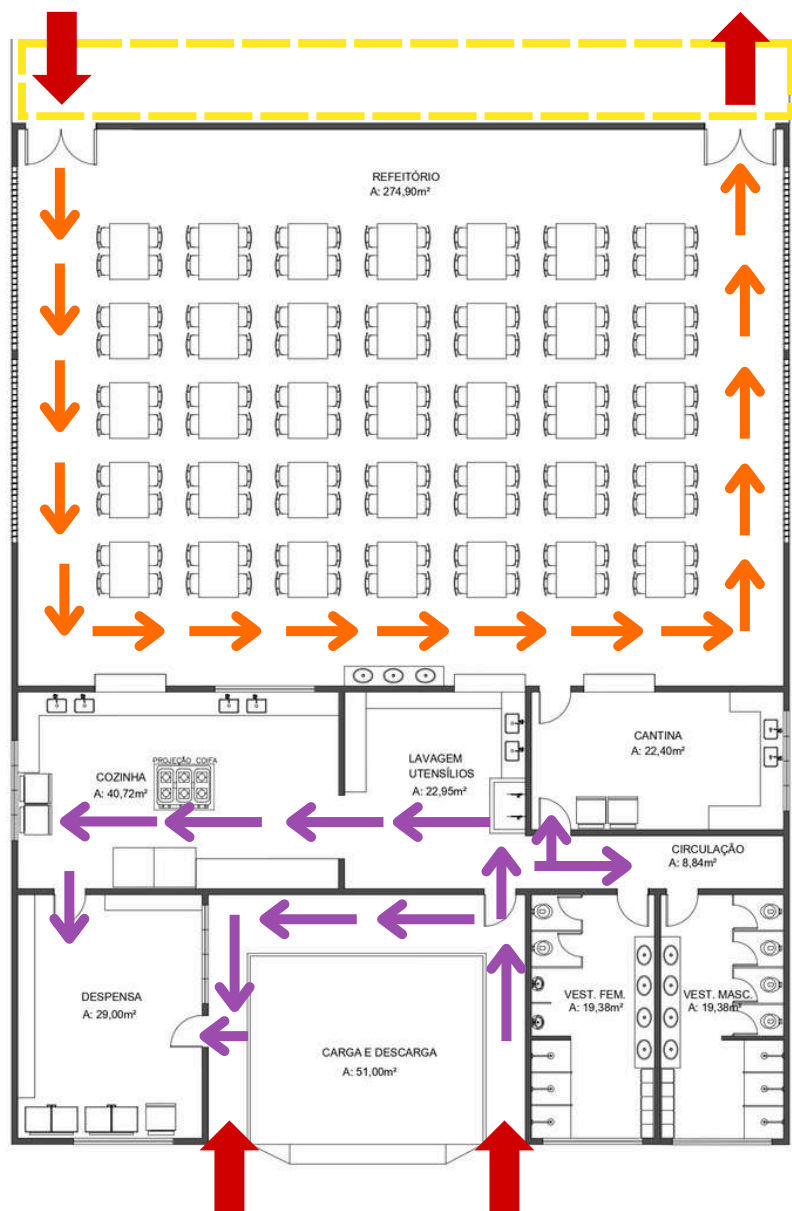 REFEITÓRIO
A: 274,90m²
PROJEÇÃO COIFA
COZINHA
A: 40,72m²
LAVAGEM
UTENSÍLIOS
A: 22,95m²
CANTINA
A: 22,40m²
CIRCULAÇÃO
A: 8,84m²
DESPENSA
A: 29,00m²
CARGA E DESCARGA
A: 51,00m²
VEST. FEM.
A: 19,38m²
VEST. MASC.
A: 19,38m²